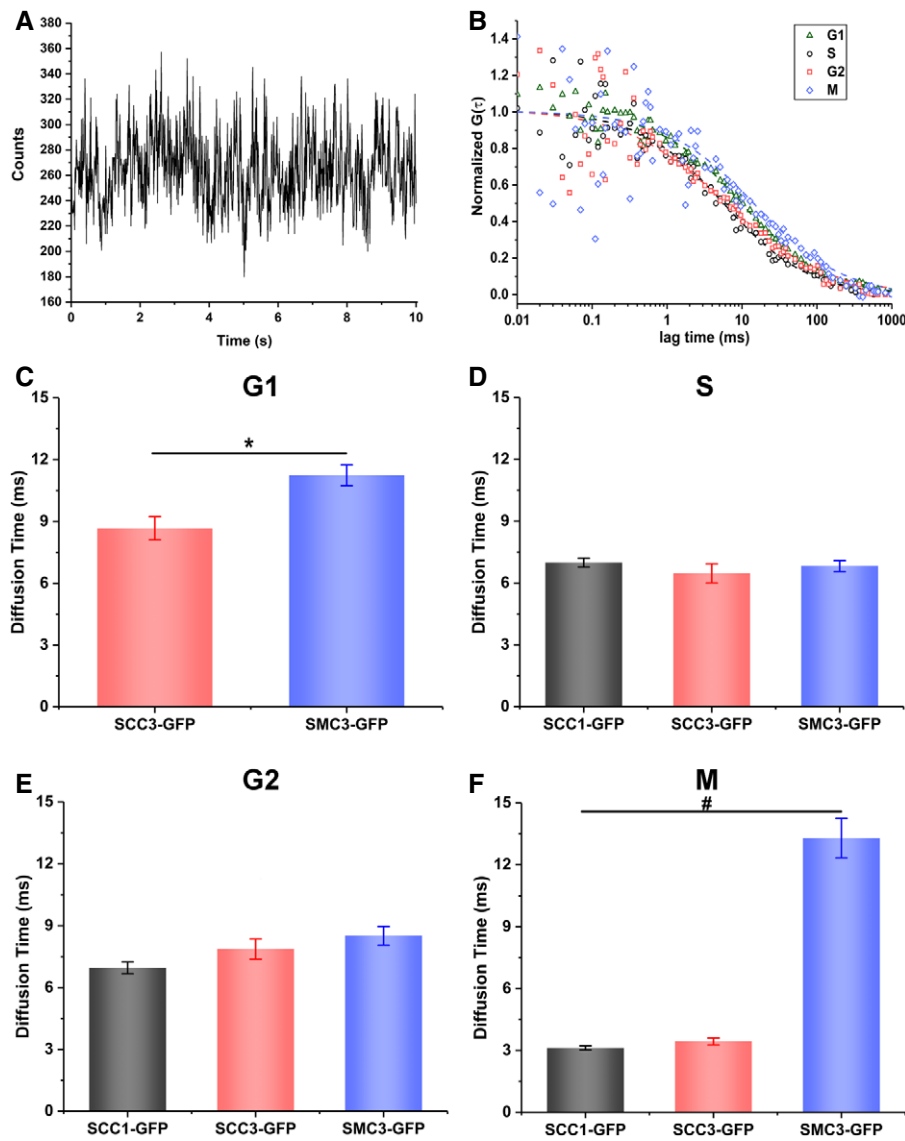 A
380
360
340
320
300
280
260
240
220
200
180
160
Counts
0 2 4 6 8 10
Time (s)
B
1.4
1.2
1.0
0.8
0.6
0.4
0.2
0.0
Normalized G(τ)
G1
S
G2
M
0.01 0.1 1 10 100 1000
lag time (ms)
C
G1
15
12
9
6
3
0
Diffusion Time (ms)
*
SCC3-GFP SMC3-GFP
D
S
15
12
9
6
3
0
Diffusion Time (ms)
SCC1-GFP SCC3-GFP SMC3-GFP
E
G2
15
12
9
6
3
0
Diffusion Time (ms)
SCC1-GFP SCC3-GFP SMC3-GFP
F
M
15
12
9
6
3
0
Diffusion Time (ms)
#
SCC1-GFP SCC3-GFP SMC3-GFP